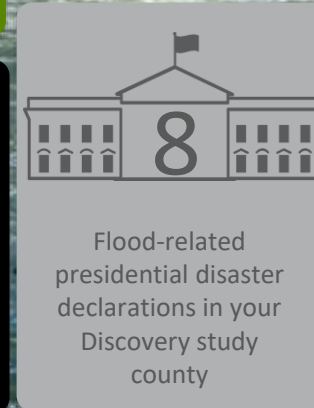 8
Flood-related
presidential disaster
declarations in your
Discovery study
county